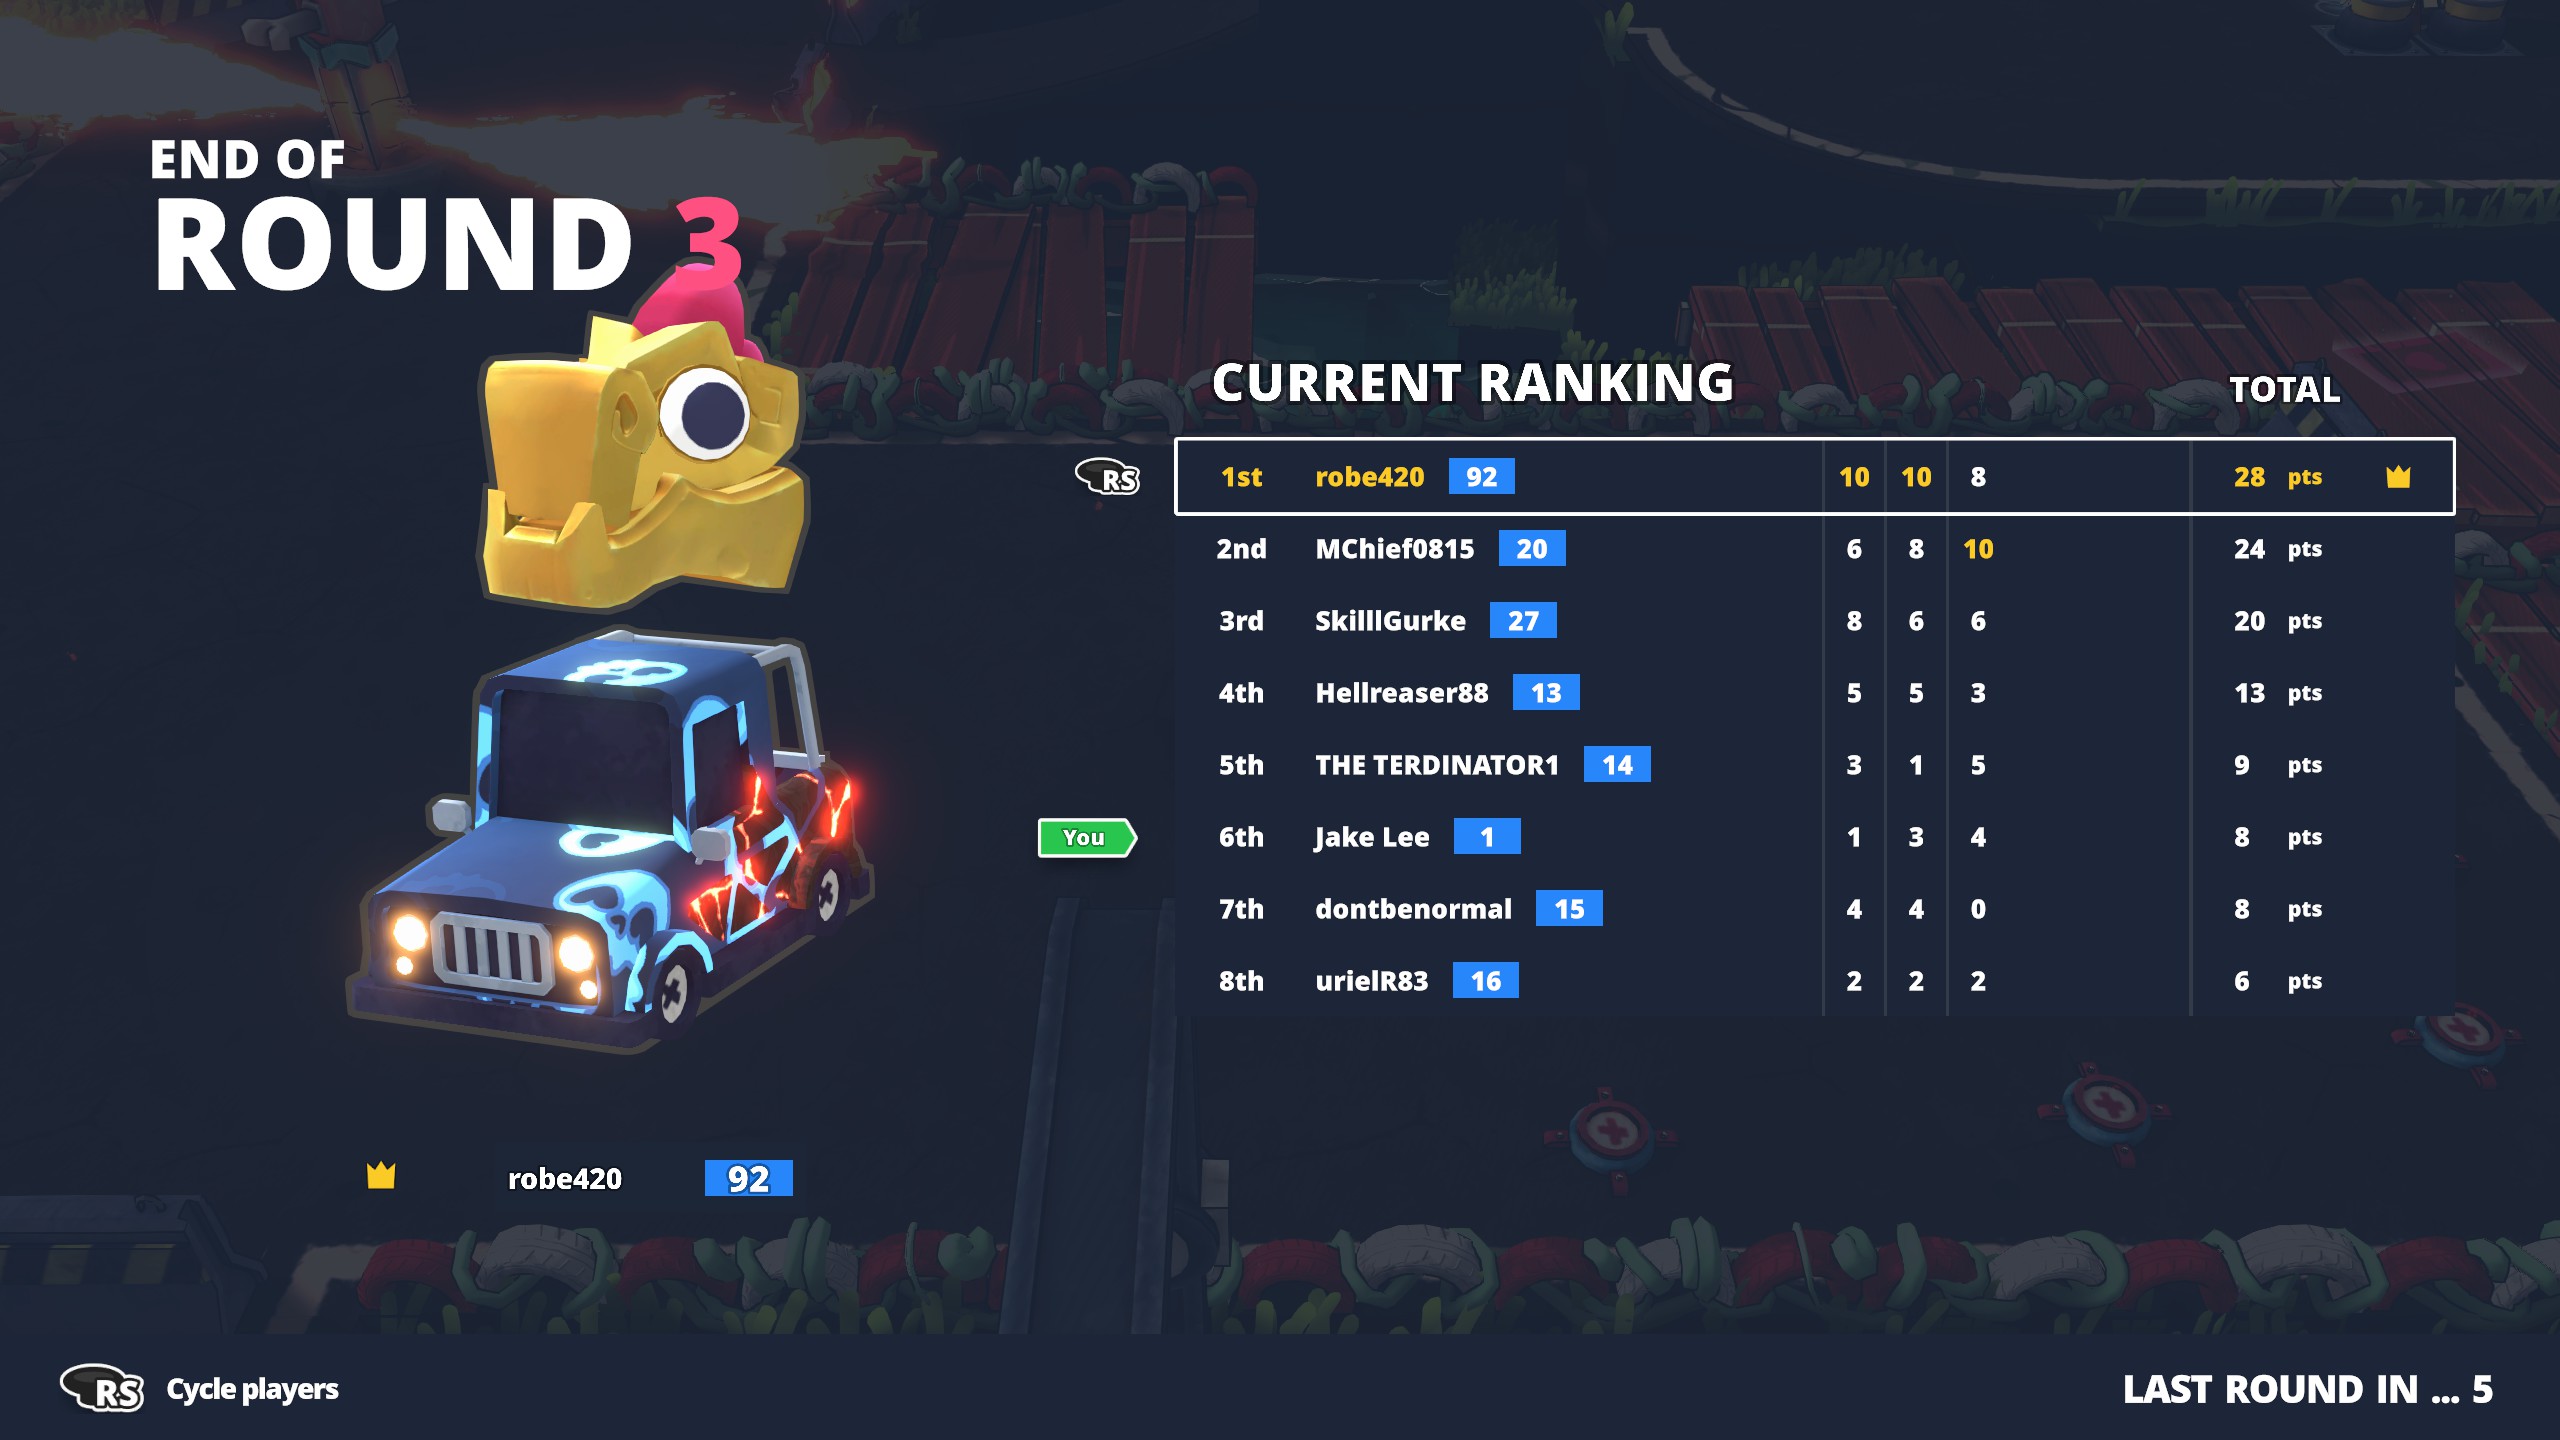 END OF
ROUND 3
CURRENT RANKING TOTAL
RS 1st robe420 92 10 10 8 28 pts
2nd MChief0815 20 6 8 10 24 pts
3rd SkilllGurke 27 8 6 6 20 pts
4th Hellreaser88 13 5 5 3 13 pts
5th THE TERDINATOR1 14 3 1 5 9 pts
You 6th Jake Lee 1 1 3 4 8 pts
7th dontbenormal 15 4 4 0 8 pts
8th urielR83 16 2 2 2 6 pts
robe420 92
RS Cycle players
LAST ROUND IN ... 5